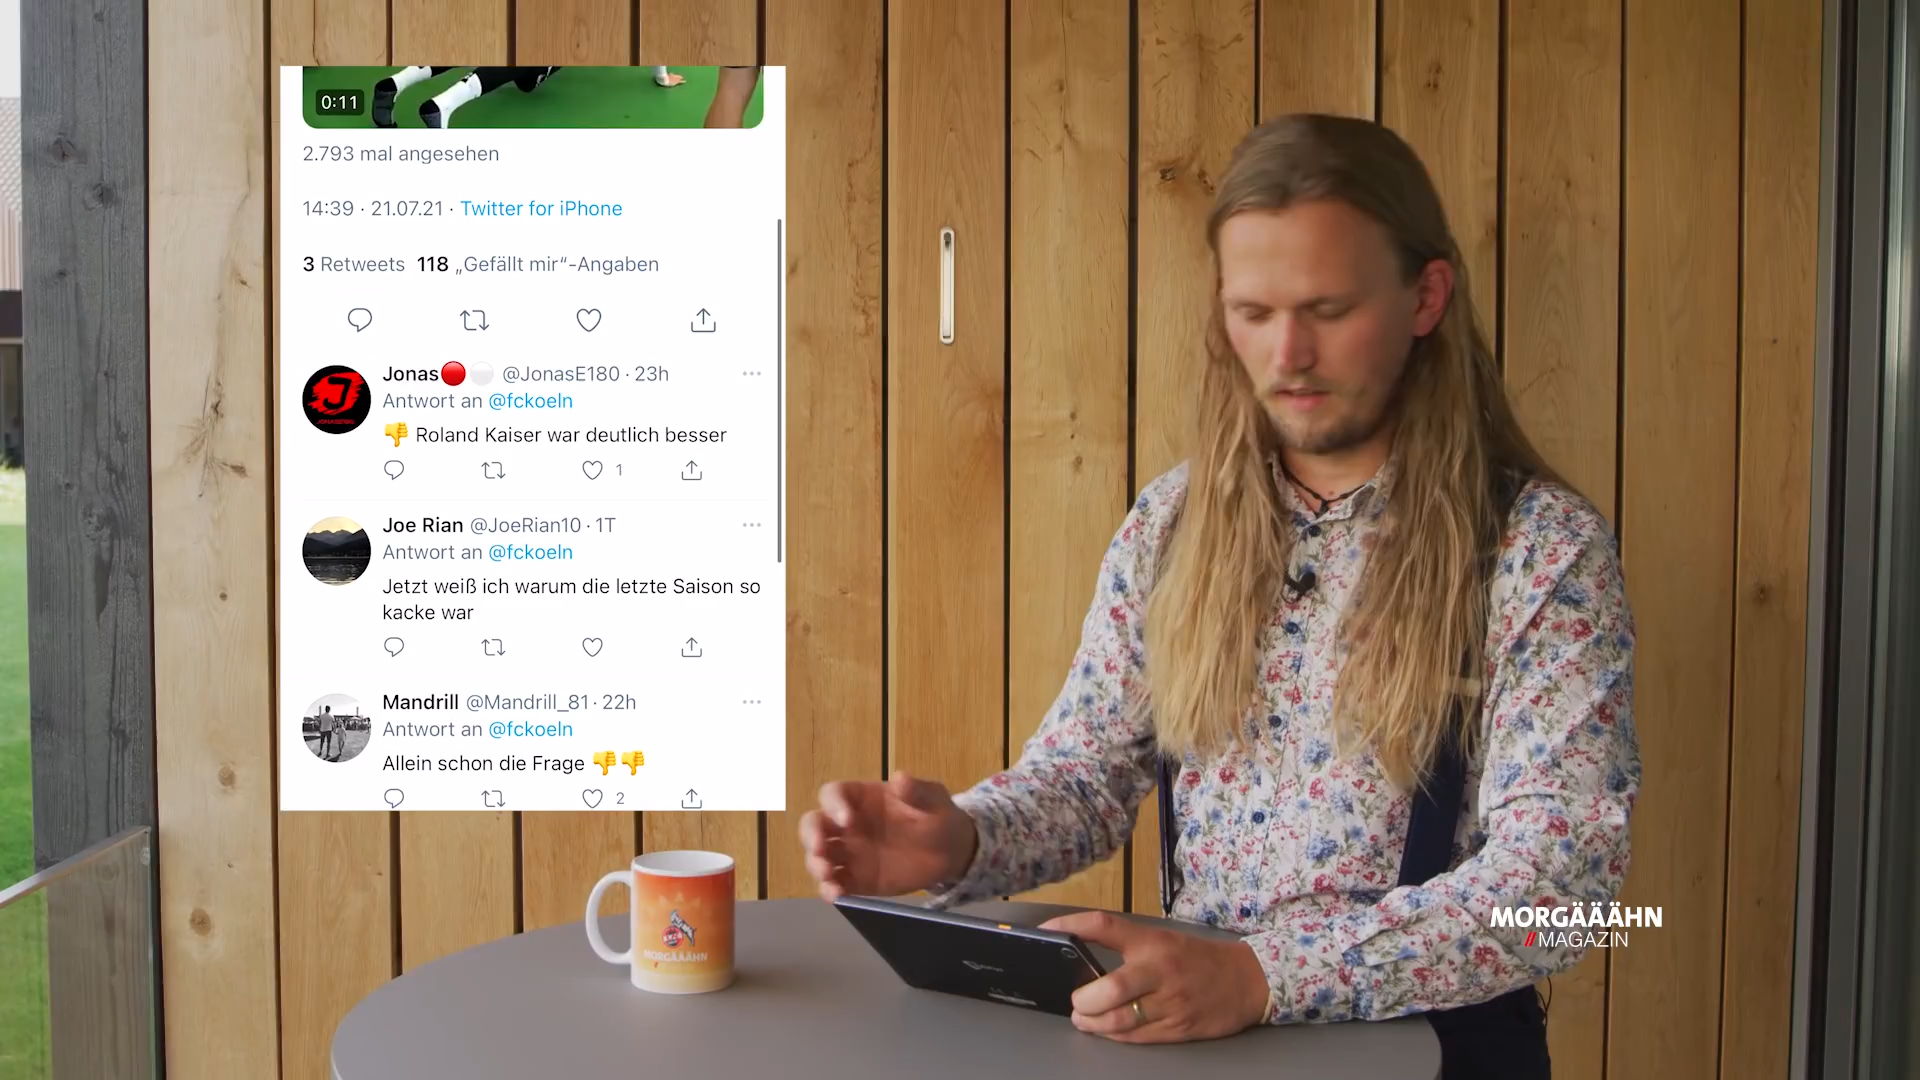 0:11
2.793 mal angesehen
14:39 · 21.07.21 · Twitter for iPhone
3 Retweets 118 „Gefällt mir“-Angaben
Jonas🔴⚪ @JonasE180 · 23h
Antwort an @fckoeln
👎 Roland Kaiser war deutlich besser
1
Joe Rian @JoeRian10 · 1T
Antwort an @fckoeln
Jetzt weiß ich warum die letzte Saison so
kacke war
Mandrill @Mandrill_81 · 22h
Antwort an @fckoeln
Allein schon die Frage 👎👎
2
MORGÄÄÄHN
MORGÄÄÄHN
//MAGAZIN